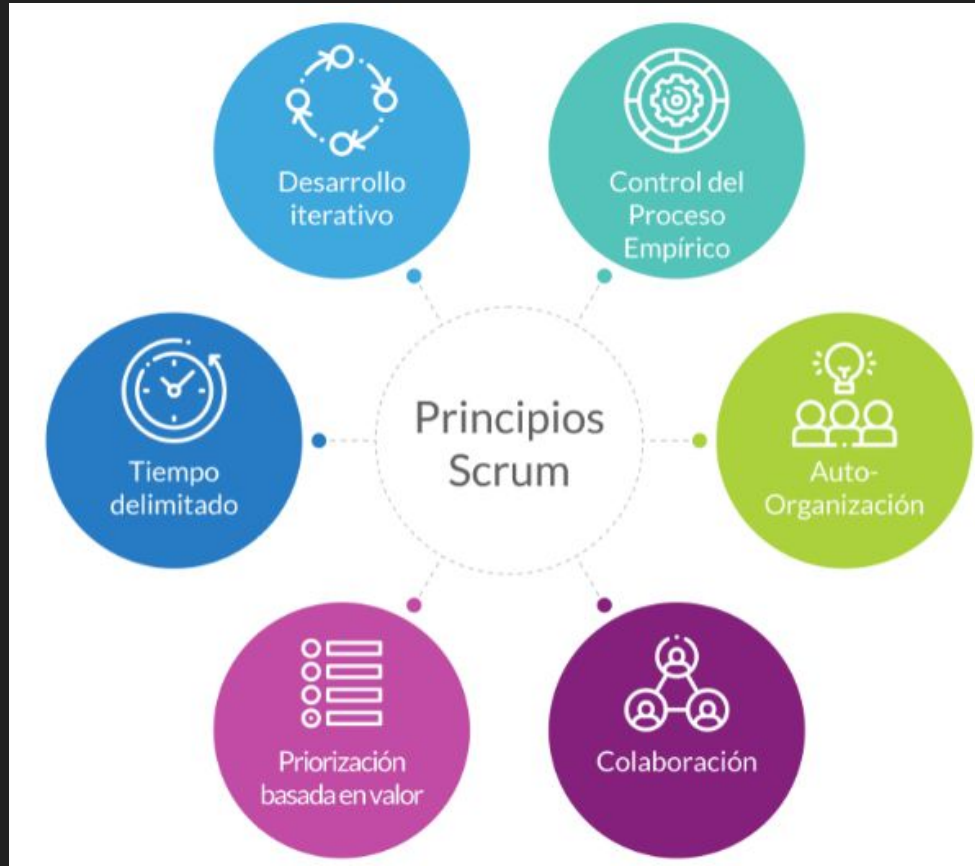 Desarrollo
iterativo
Control del
Proceso
Empírico
Tiempo
delimitado
Principios
Scrum
Auto-
Organización
Priorización
basada en valor
Colaboración